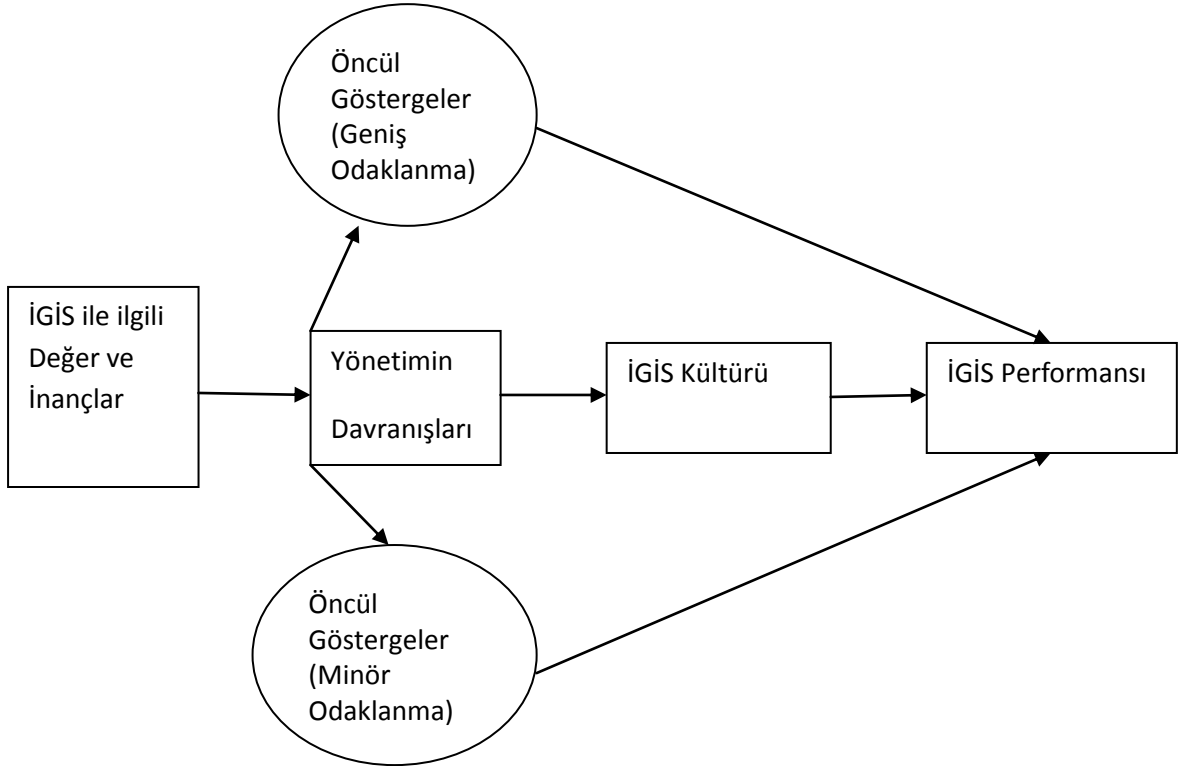 Öncül
Göstergeler
(Geniş
Odaklanma)
İGİS ile ilgili
Değer ve
İnançlar
Yönetimin
Davranışları
İGİS Kültürü
İGİS Performansı
Öncül
Göstergeler
(Minör
Odaklanma)